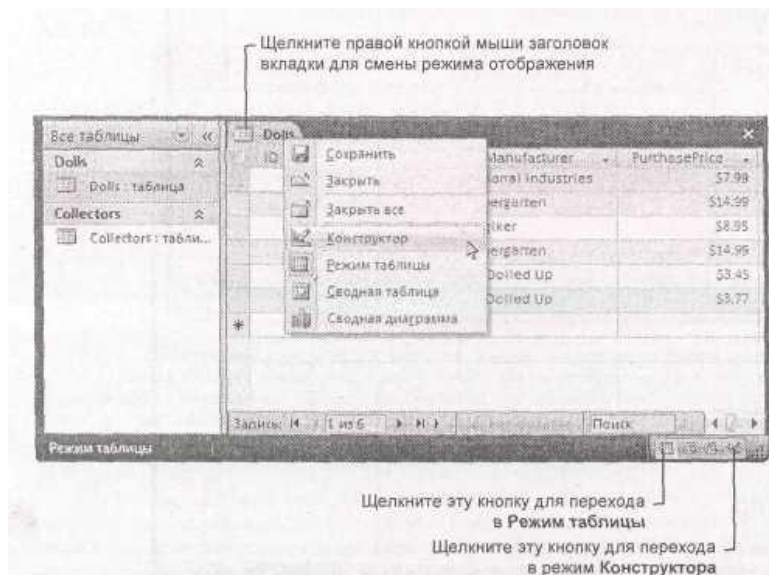 Щелкните правой кнопкой мыши заголовок
вкладки для смены режима отображения
Все таблицы
Dolls
Dolls : таблица
Collectors
Collectors : табли...
Dolls
ID
Manufacturer
PurchasePrice
Сохранить
Закрыть
Закрыть все
Конструктор
Режим таблицы
Сводная таблица
Сводная диаграмма
Industries
$7.99
$14.99
$8.95
$14.95
Dolled Up
$3.45
Dolled Up
$3.77
Запись:
1 из 6
Поиск
Режим таблицы
Щелкните эту кнопку для перехода
в Режим таблицы
Щелкните эту кнопку для перехода
в режим Конструктора